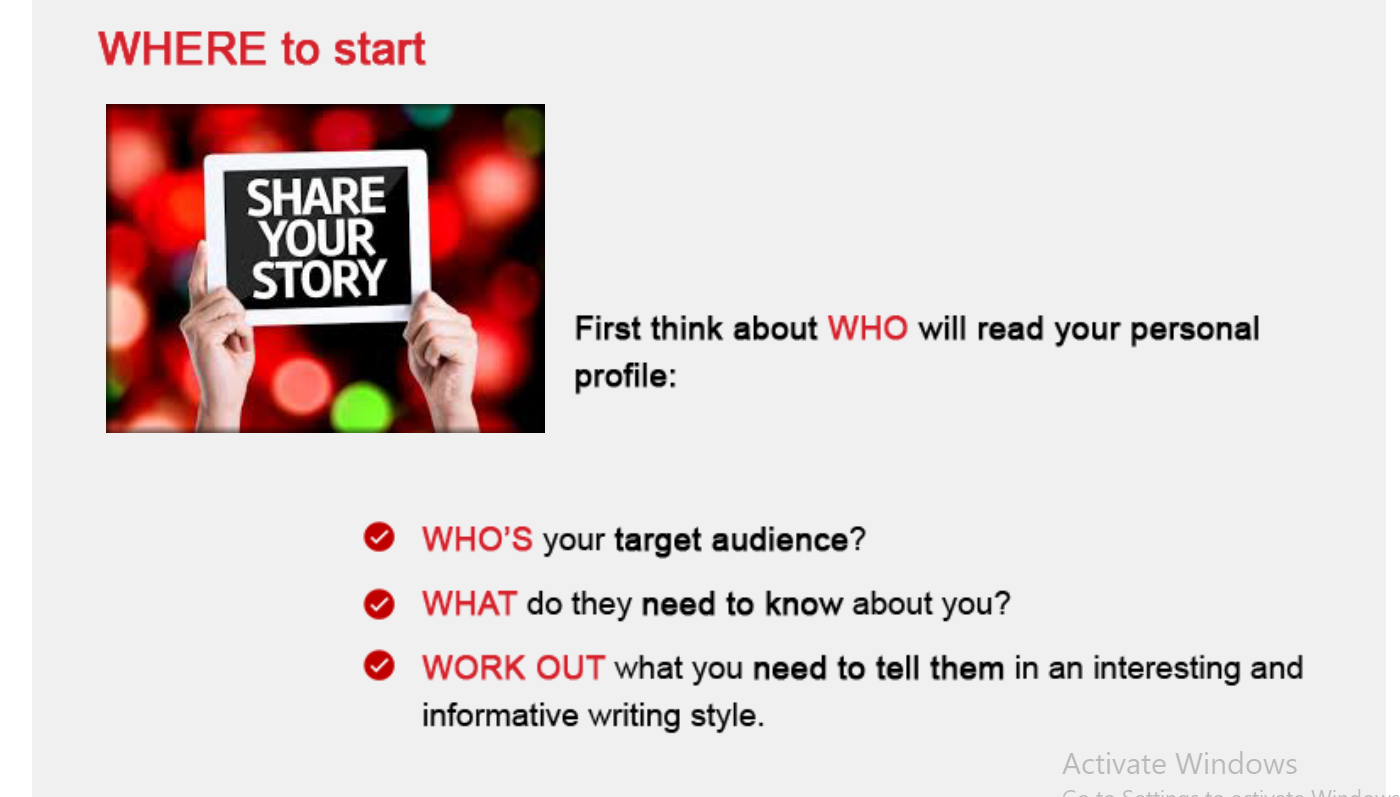 WHERE to start
SHARE
YOUR
STORY
First think about WHO will read your personal
profile:
WHO'S your target audience?
WHAT do they need to know about you?
WORK OUT what you need to tell them in an interesting and
informative writing style.
Activate Windows
Go to Settings to activate Windows